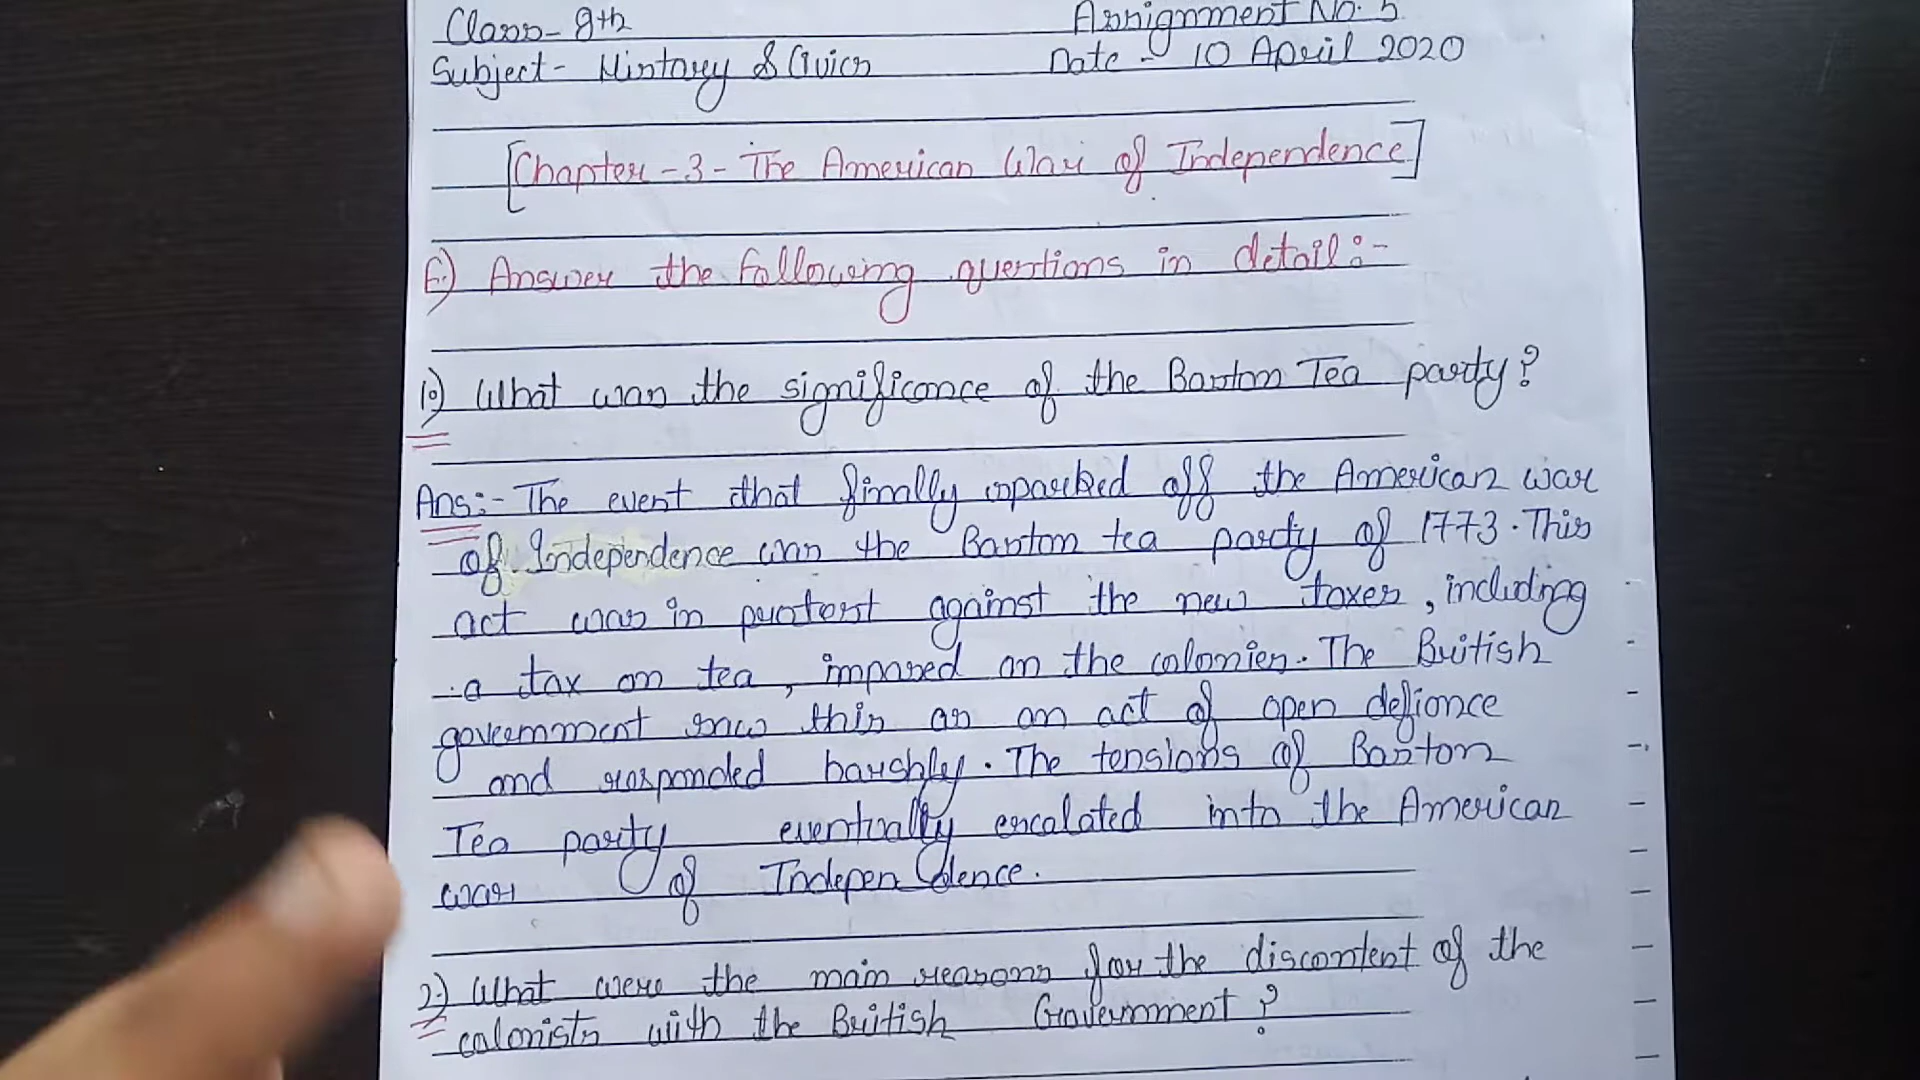 Class- 8th Assignment No. 5
Subject- History & Civics Date - 10 April 2020
[Chapter-3- The American War of Independence]
E) Answer the following questions in detail:-
1) What was the significance of the Boston Tea party?
Ans:- The event that finally sparked off the American war
of Independence was the Boston tea party of 1773. This
act was in protest against the new taxes, including
a tax on tea, imposed on the colonies. The British
government saw this as an act of open defiance
and responded harshly. The tensions of Boston
Tea party eventually escalated into the American
war of Independence.
2) What were the main reasons for the discontent of the
colonists with the British Government?